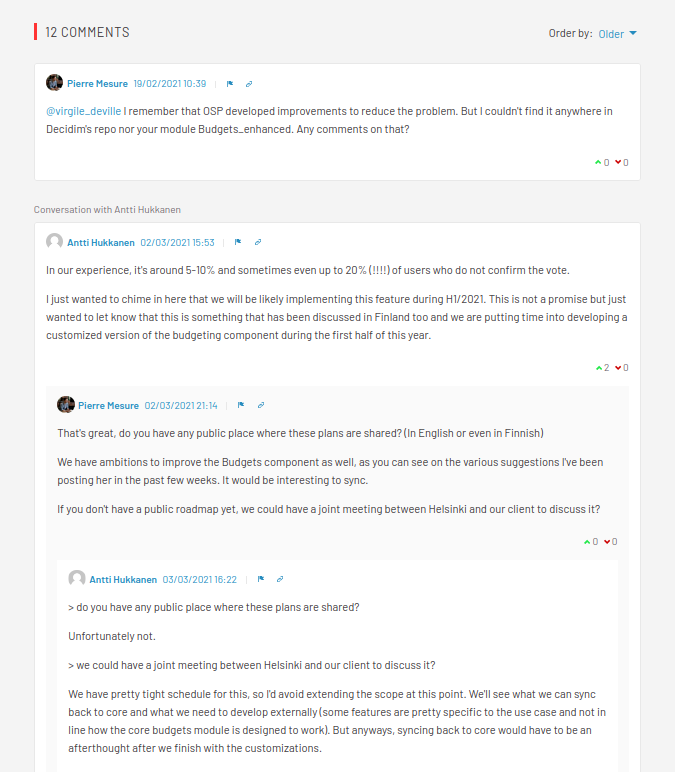 12 COMMENTS
Order by: Older
Pierre Mesure 19/02/2021 10:39
@virgile_deville I remember that OSP developed improvements to reduce the problem. But I couldn't find it anywhere in
Decidim's repo nor your module Budgets_enhanced. Any comments on that?
0 0
Conversation with Antti Hukkanen
Antti Hukkanen 02/03/2021 15:53
In our experience, it's around 5-10% and sometimes even up to 20% (!!!!) of users who do not confirm the vote.
I just wanted to chime in here that we will be likely implementing this feature during H1/2021. This is not a promise but just
wanted to let know that this is something that has been discussed in Finland too and we are putting time into developing a
customized version of the budgeting component during the first half of this year.
2 0
Pierre Mesure 02/03/2021 21:14
That's great, do you have any public place where these plans are shared? (In English or even in Finnish)
We have ambitions to improve the Budgets component as well, as you can see on the various suggestions I've been
posting her in the past few weeks. It would be interesting to sync.
If you don't have a public roadmap yet, we could have a joint meeting between Helsinki and our client to discuss it?
0 0
Antti Hukkanen 03/03/2021 16:22
> do you have any public place where these plans are shared?
Unfortunately not.
> we could have a joint meeting between Helsinki and our client to discuss it?
We have pretty tight schedule for this, so I'd avoid extending the scope at this point. We'll see what we can sync
back to core and what we need to develop externally (some features are pretty specific to the use case and not in
line how the core budgets module is designed to work). But anyways, syncing back to core would have to be an
afterthought after we finish with the customizations.